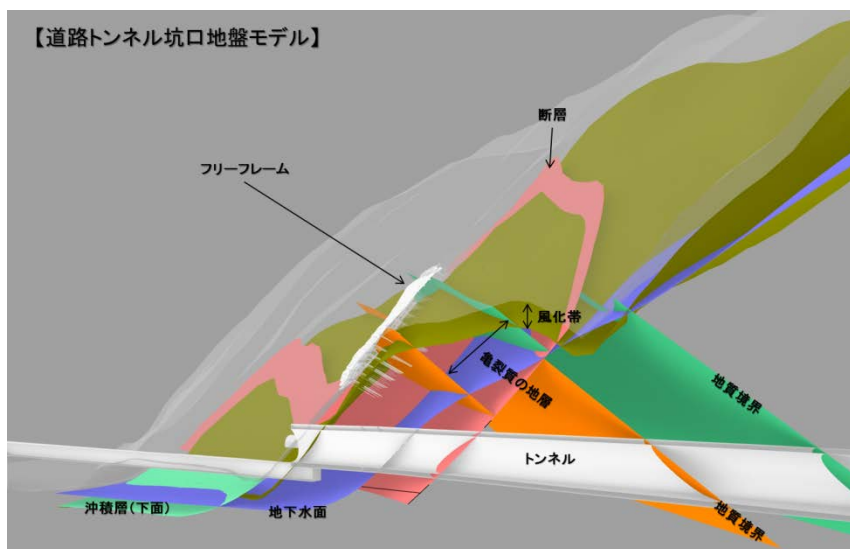 【道路トンネル坑口地盤モデル】
断層
フリーフレーム
風化帯
亀裂質の地層
地質境界
トンネル
沖積層(下面)
地下水面
地質境界